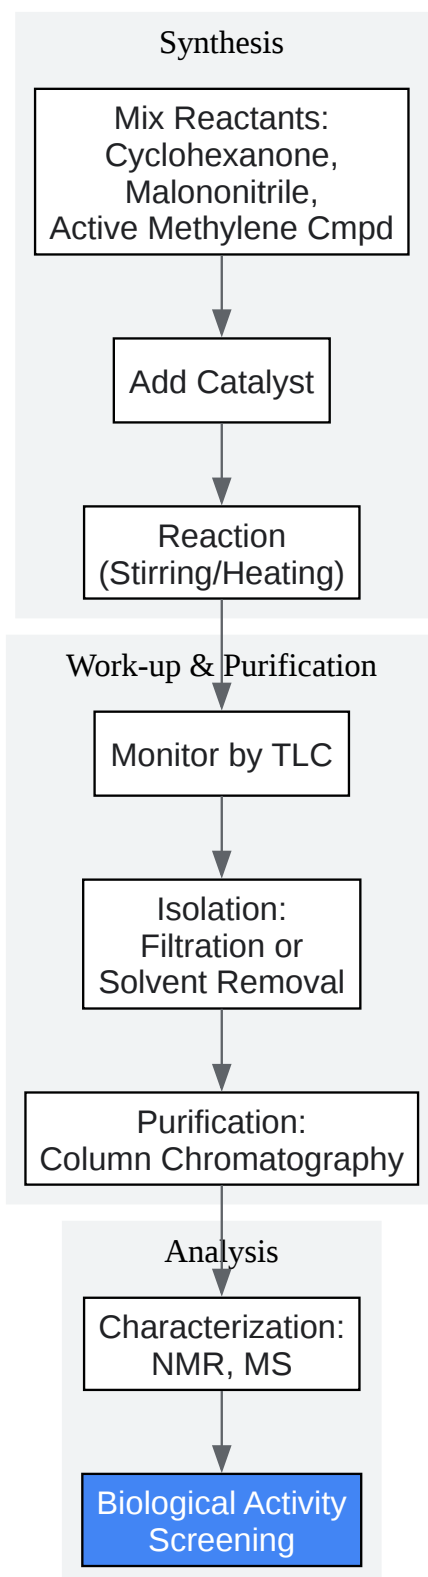 Synthesis
Mix Reactants:
Cyclohexanone,
Malononitrile,
Active Methylene Cmpd
Add Catalyst
Reaction
(Stirring/Heating)
Work-up & Purification
Monitor by TLC
Isolation:
Filtration or
Solvent Removal
Purification:
Column Chromatography
Analysis
Characterization:
NMR, MS
Biological Activity
Screening